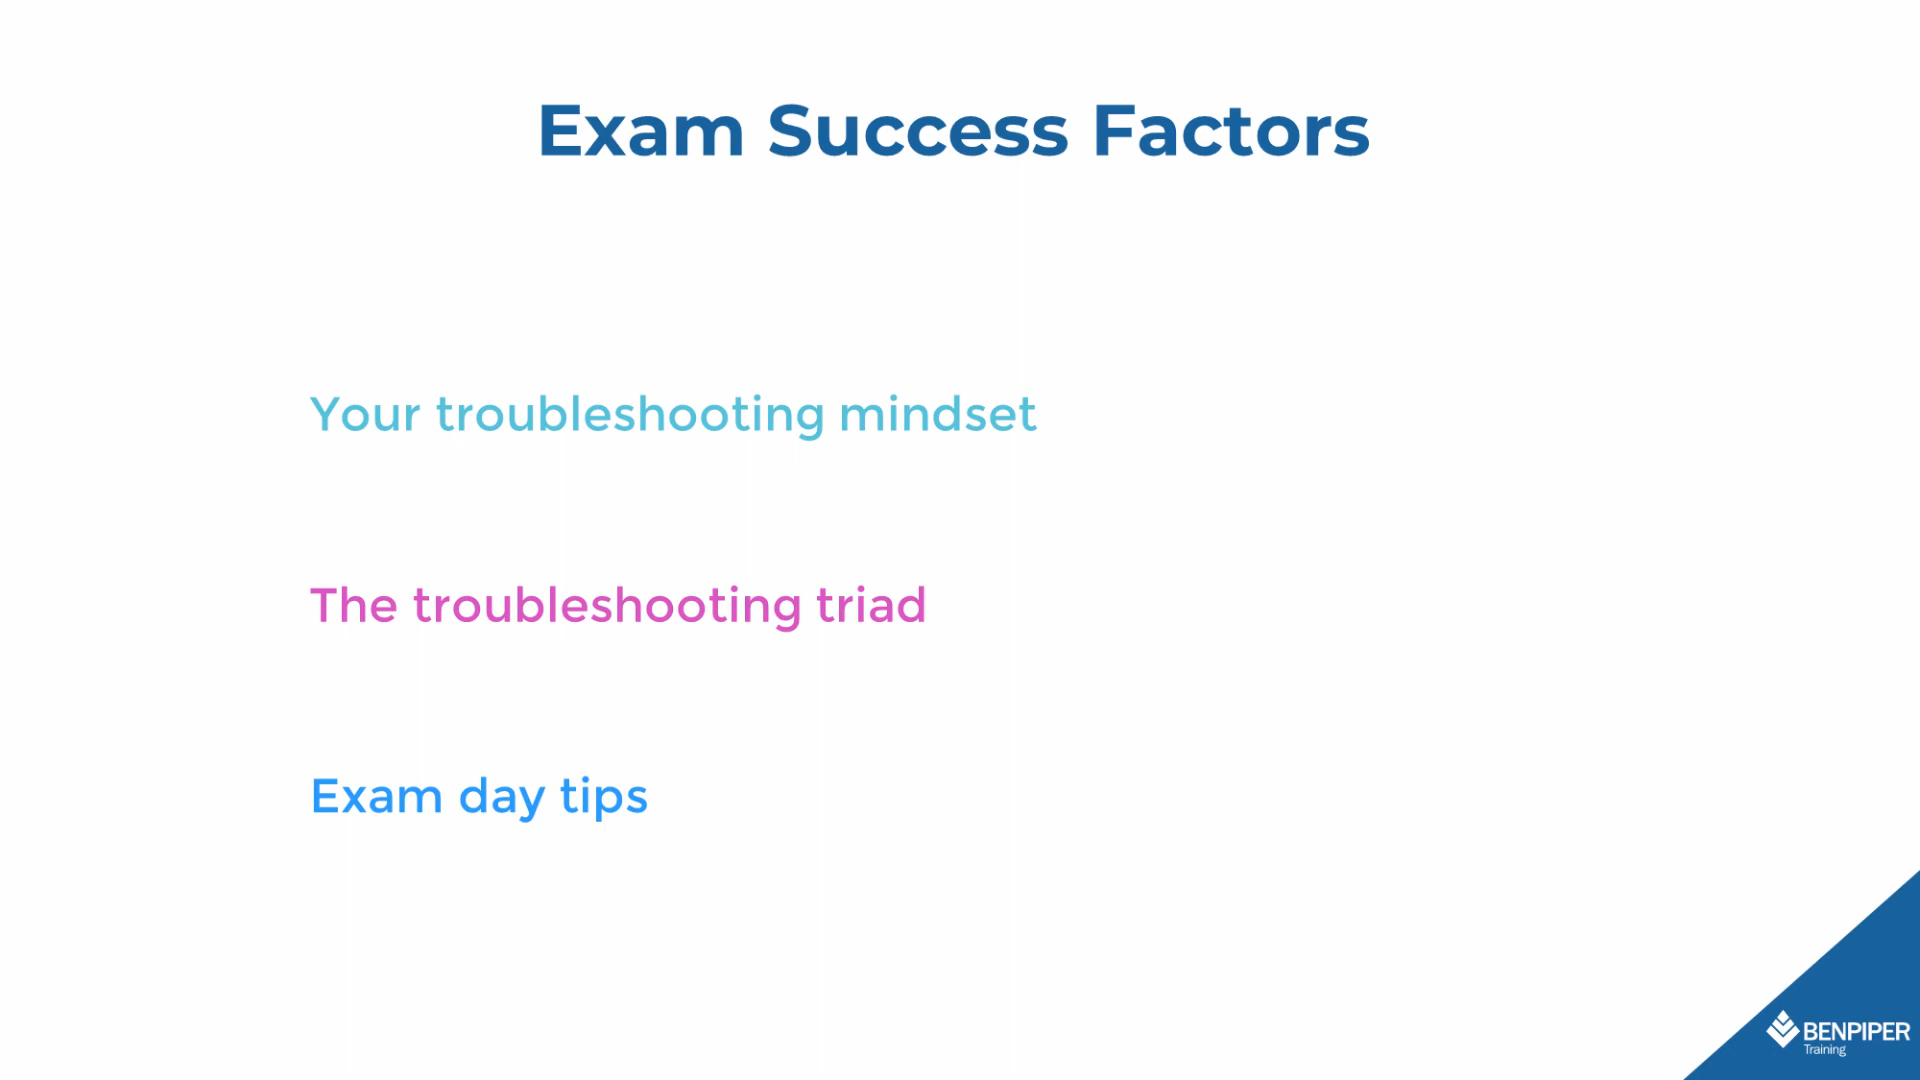 Exam Success Factors
Your troubleshooting mindset
The troubleshooting triad
Exam day tips
BENPIPER
Training